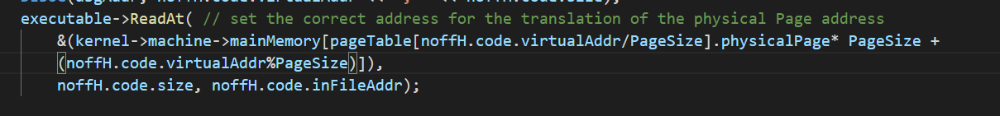 executable->ReadAt( // set the correct address for the translation of the physical Page address
&(kernel->machine->mainMemory[pageTable[noffH.code.virtualAddr/PageSize].physicalPage* PageSize +
(noffH.code.virtualAddr%PageSize)]),
noffH.code.size, noffH.code.inFileAddr);